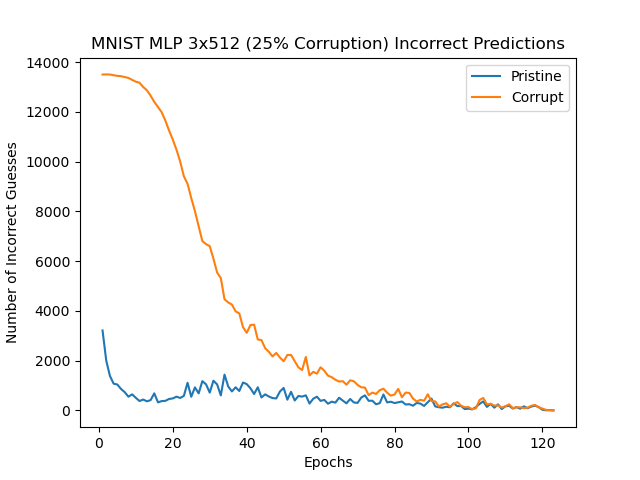 MNIST MLP 3x512 (25% Corruption) Incorrect Predictions
Pristine
Corrupt
Number of Incorrect Guesses
14000
12000
10000
8000
6000
4000
2000
0
0 20 40 60 80 100 120
Epochs